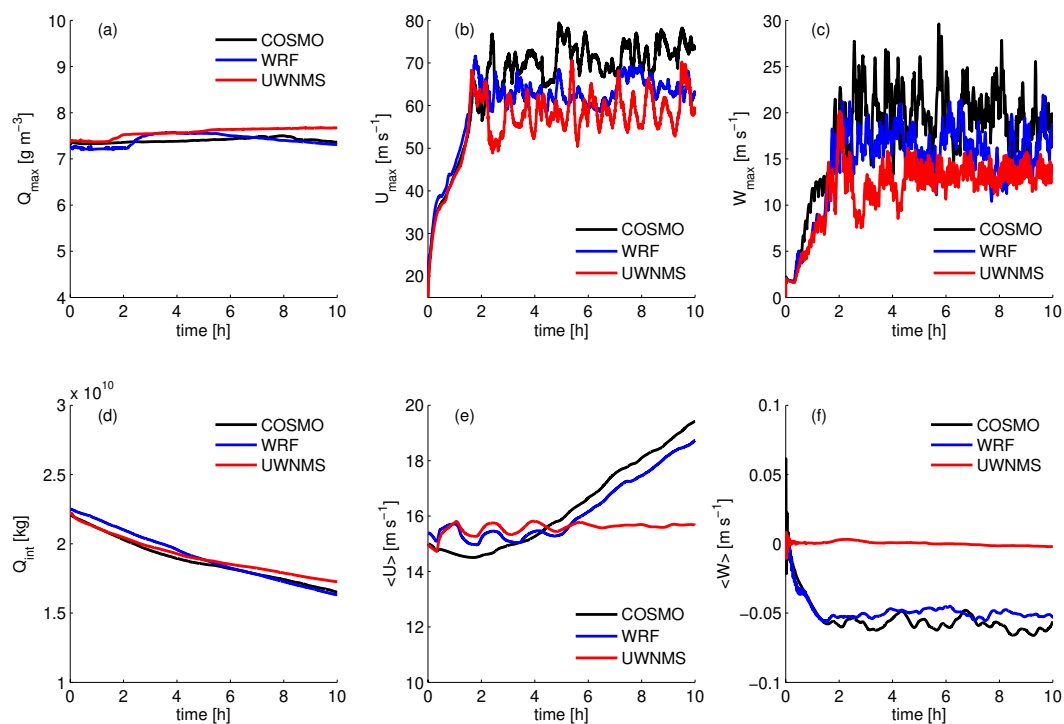 (a)
COSMO
WRF
UWNMS
Q_max [g m⁻³]
10
9
8
7
6
5
4
0 2 4 6 8 10
time [h]
(b)
COSMO
WRF
UWNMS
U_max [m s⁻¹]
80
70
60
50
40
30
20
0 2 4 6 8 10
time [h]
(c)
COSMO
WRF
UWNMS
W_max [m s⁻¹]
30
25
20
15
10
5
0
0 2 4 6 8 10
time [h]
x 10¹⁰
(d)
COSMO
WRF
UWNMS
Q_int [kg]
3
2.5
2
1.5
1
0 2 4 6 8 10
time [h]
(e)
COSMO
WRF
UWNMS
<U> [m s⁻¹]
20
18
16
14
12
10
0 2 4 6 8 10
time [h]
(f)
COSMO
WRF
UWNMS
<W> [m s⁻¹]
0.1
0.05
0
−0.05
−0.1
0 2 4 6 8 10
time [h]